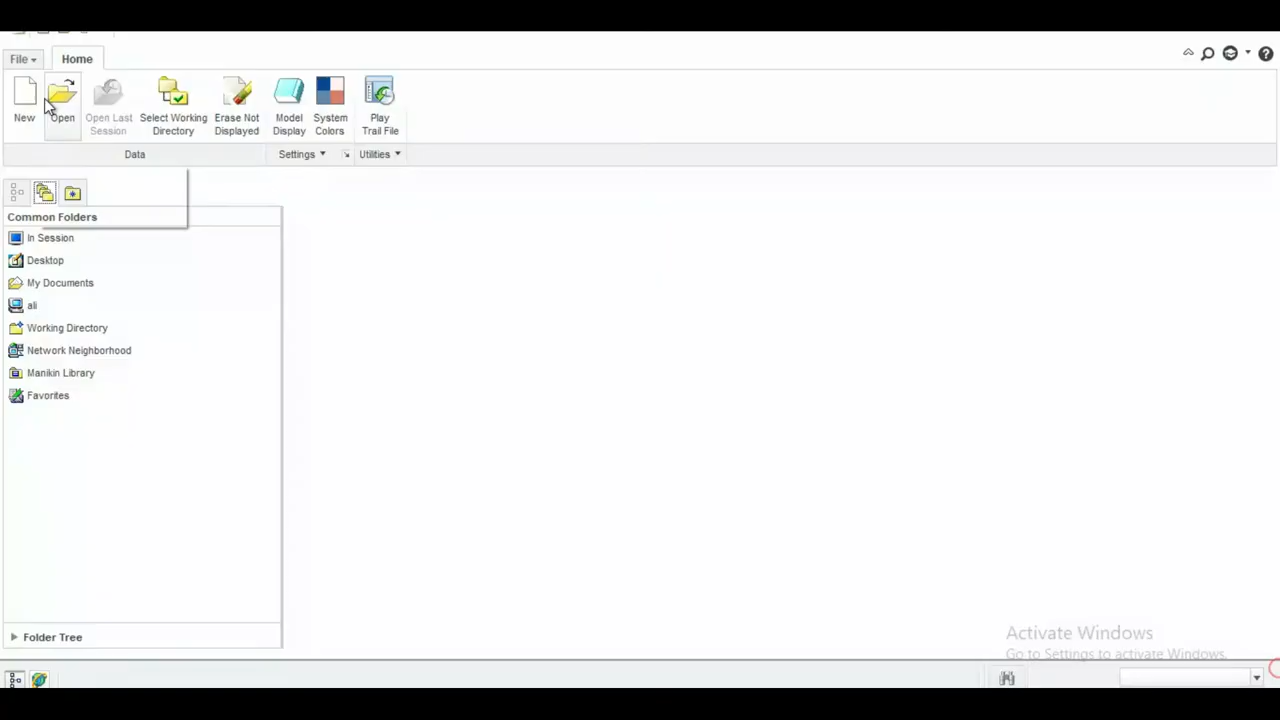 File
Home
New
Open
Open Last Session
Select Working Directory
Erase Not Displayed
Model Display
System Colors
Play Trail File
Data
Settings
Utilities
Common Folders
In Session
Desktop
My Documents
ali
Working Directory
Network Neighborhood
Manikin Library
Favorites
Folder Tree
Activate Windows
Go to Settings to activate Windows.